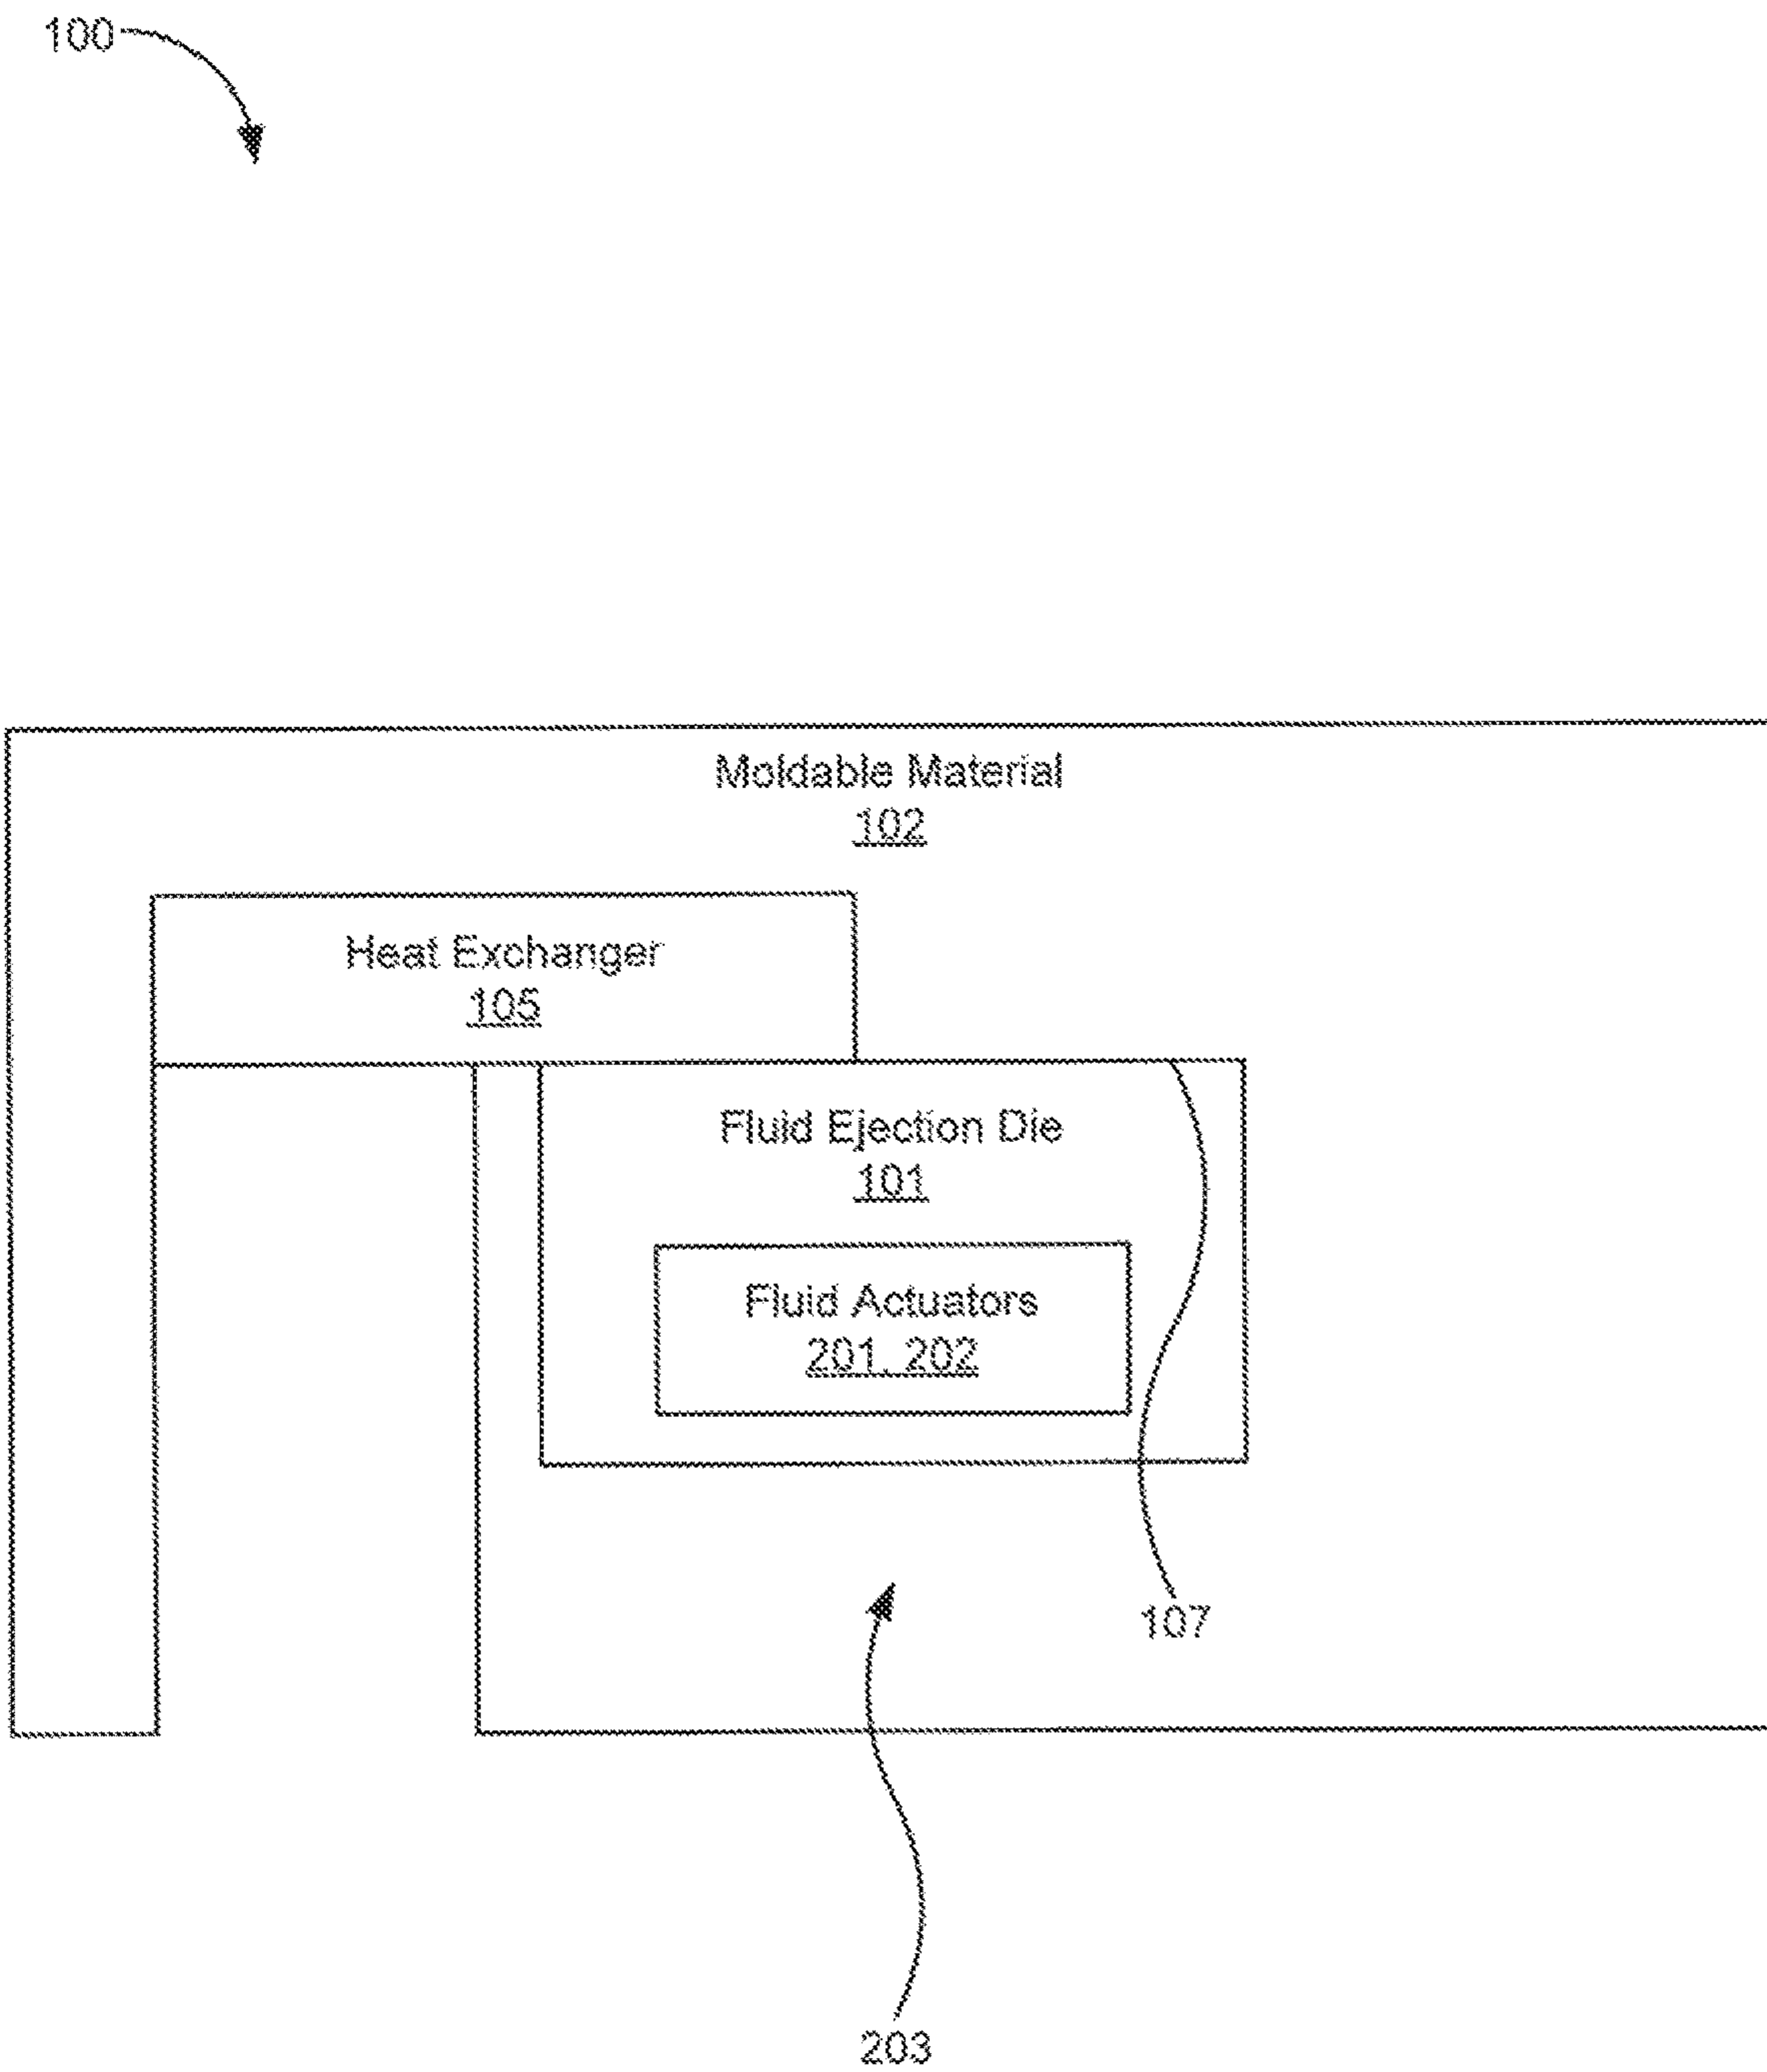 100
Moldable Material
102
Heat Exchanger
105
Fluid Ejection Die
101
Fluid Actuators
201, 202
107
203